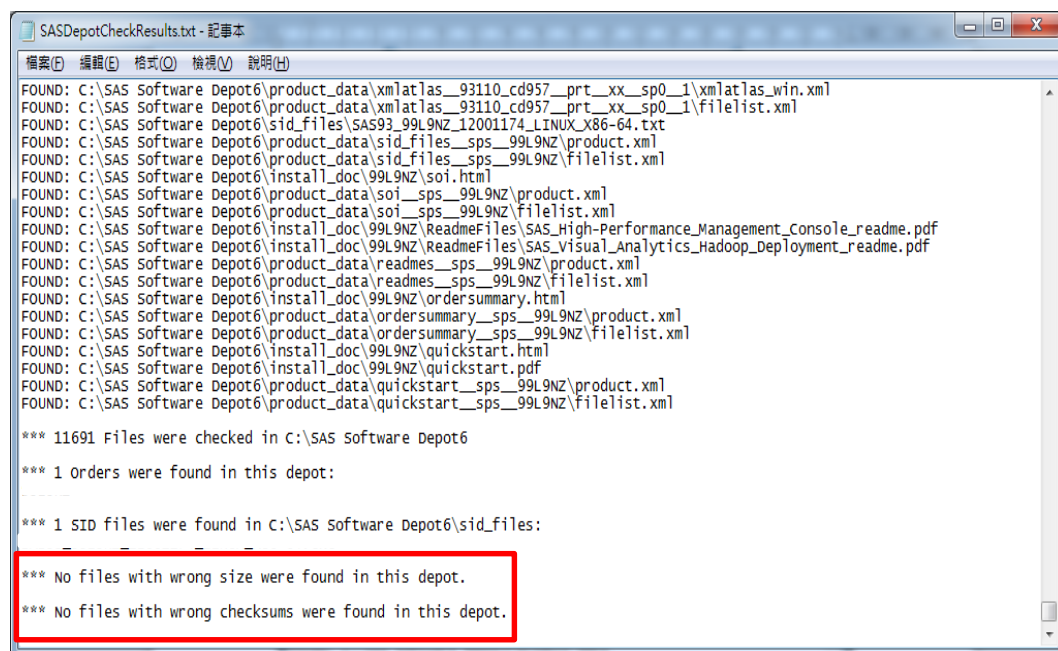 SASDepotCheckResults.txt - 記事本
檔案(F) 編輯(E) 格式(O) 檢視(V) 說明(H)
FOUND: C:\SAS Software Depot6\product_data\xmlatlas__93110_cd957__prt__xx__sp0__1\xmlatlas_win.xml
FOUND: C:\SAS Software Depot6\product_data\xmlatlas__93110_cd957__prt__xx__sp0__1\filelist.xml
FOUND: C:\SAS Software Depot6\sid_files\SAS93_99L9NZ_12001174_LINUX_X86-64.txt
FOUND: C:\SAS Software Depot6\product_data\sid_files__sps__99L9NZ\product.xml
FOUND: C:\SAS Software Depot6\product_data\sid_files__sps__99L9NZ\filelist.xml
FOUND: C:\SAS Software Depot6\install_doc\99L9NZ\soi.html
FOUND: C:\SAS Software Depot6\product_data\soi__sps__99L9NZ\product.xml
FOUND: C:\SAS Software Depot6\product_data\soi__sps__99L9NZ\filelist.xml
FOUND: C:\SAS Software Depot6\install_doc\99L9NZ\ReadmeFiles\SAS_High-Performance_Management_Console_readme.pdf
FOUND: C:\SAS Software Depot6\install_doc\99L9NZ\ReadmeFiles\SAS_Visual_Analytics_Hadoop_Deployment_readme.pdf
FOUND: C:\SAS Software Depot6\product_data\readmes__sps__99L9NZ\product.xml
FOUND: C:\SAS Software Depot6\product_data\readmes__sps__99L9NZ\filelist.xml
FOUND: C:\SAS Software Depot6\install_doc\99L9NZ\ordersummary.html
FOUND: C:\SAS Software Depot6\product_data\ordersummary__sps__99L9NZ\product.xml
FOUND: C:\SAS Software Depot6\product_data\ordersummary__sps__99L9NZ\filelist.xml
FOUND: C:\SAS Software Depot6\install_doc\99L9NZ\quickstart.html
FOUND: C:\SAS Software Depot6\install_doc\99L9NZ\quickstart.pdf
FOUND: C:\SAS Software Depot6\product_data\quickstart__sps__99L9NZ\product.xml
FOUND: C:\SAS Software Depot6\product_data\quickstart__sps__99L9NZ\filelist.xml
*** 11691 Files were checked in C:\SAS Software Depot6
*** 1 Orders were found in this depot:
*** 1 SID files were found in C:\SAS Software Depot6\sid_files:
*** No files with wrong size were found in this depot.
*** No files with wrong checksums were found in this depot.